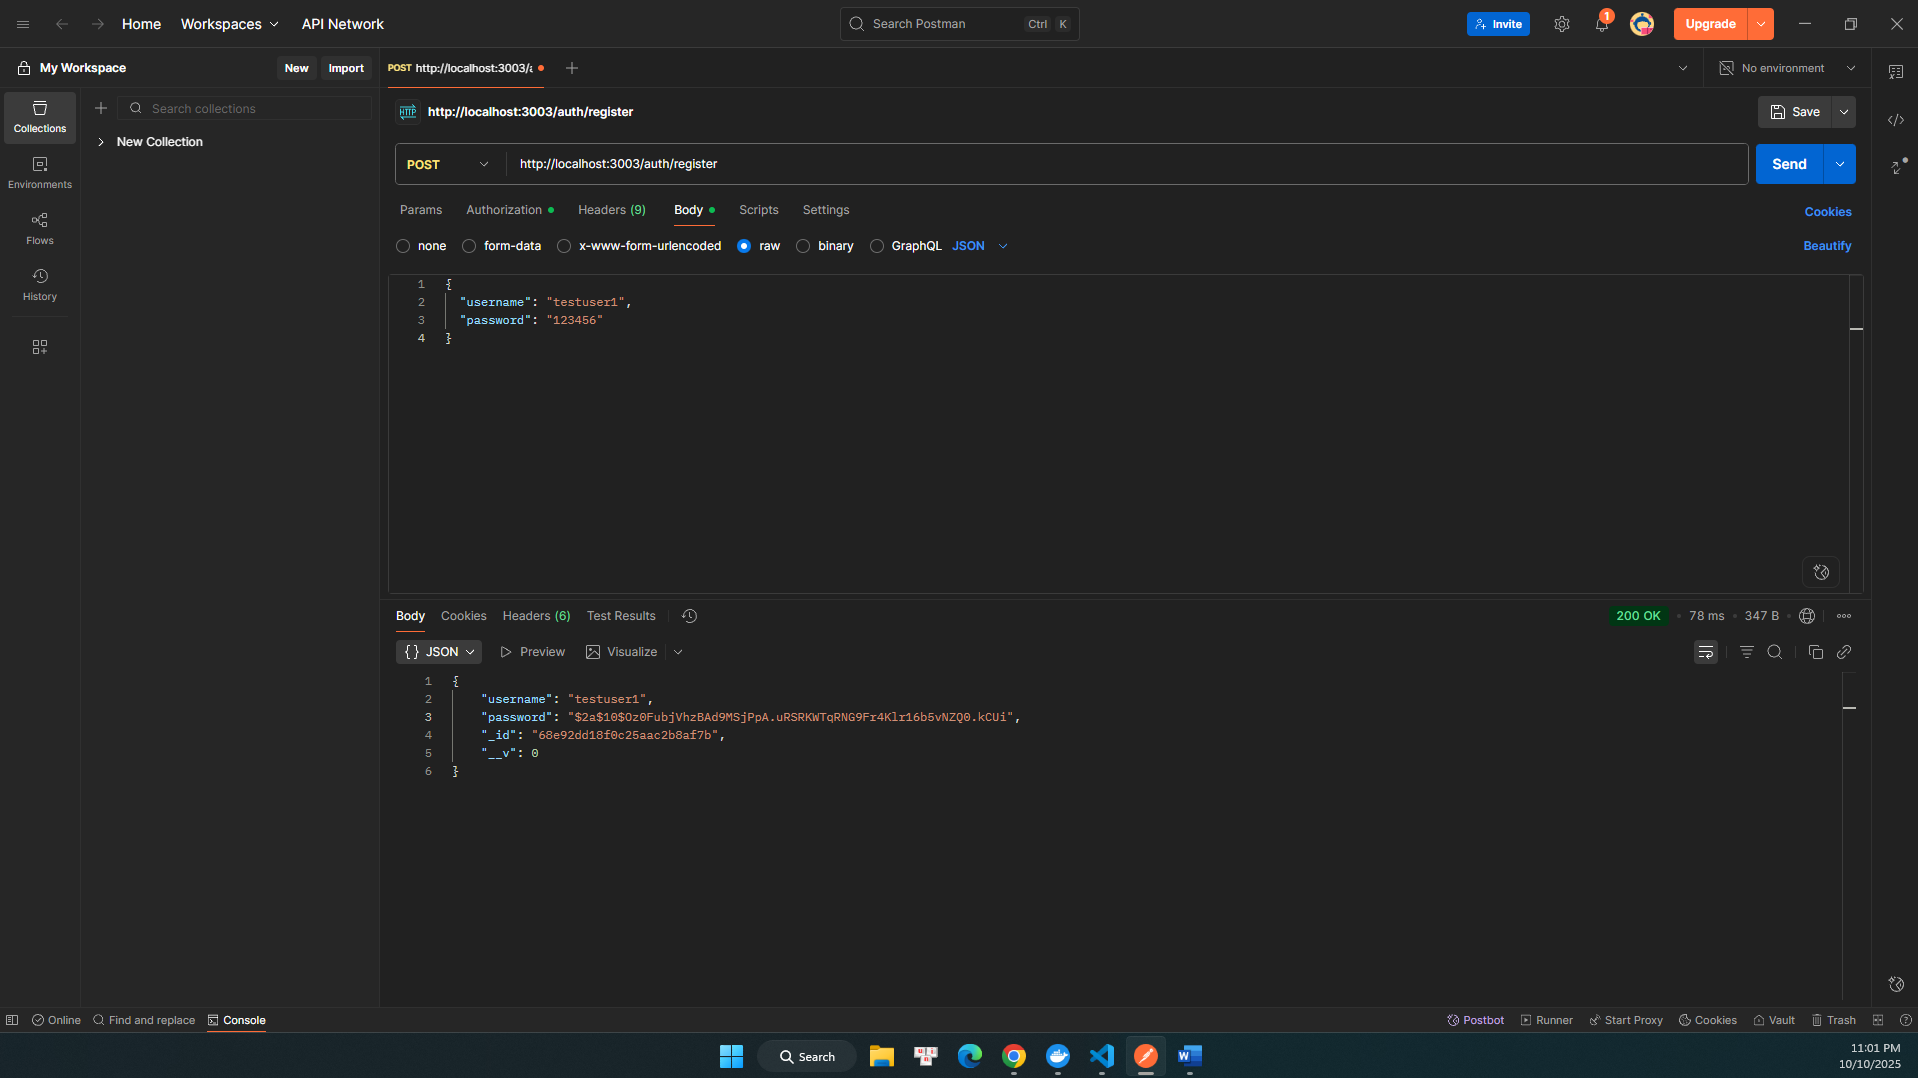 Home Workspaces API Network Search Postman Ctrl K Invite 1 Upgrade
My Workspace New Import POST http://localhost:3003/a No environment
Collections Search collections
New Collection
Environments
Flows
History
HTTP http://localhost:3003/auth/register Save
POST http://localhost:3003/auth/register Send
Params Authorization Headers (9) Body Scripts Settings Cookies
none form-data x-www-form-urlencoded raw binary GraphQL JSON Beautify
1 {
2 "username": "testuser1",
3 "password": "123456"
4 }
Body Cookies Headers (6) Test Results 200 OK 78 ms 347 B
{} JSON Preview Visualize
1 {
2 "username": "testuser1",
3 "password": "$2a$10$Oz0FubjVhzBAd9MSjPpA.uRSRKWTqRNG9Fr4Klr16b5vNZQ0.kCUi",
4 "_id": "68e92dd18f0c25aac2b8af7b",
5 "__v": 0
6 }
Online Find and replace Console Postbot Runner Start Proxy Cookies Vault Trash
Search
11:01 PM
10/10/2025